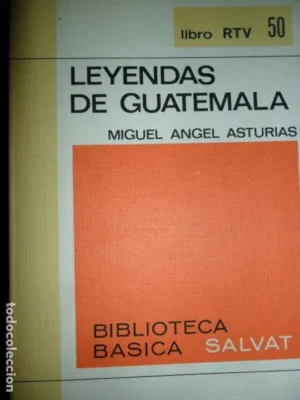 libro RTV 50
LEYENDAS
DE GUATEMALA
MIGUEL ANGEL ASTURIAS
BIBLIOTECA
BASICA SALVAT
todocoleccion